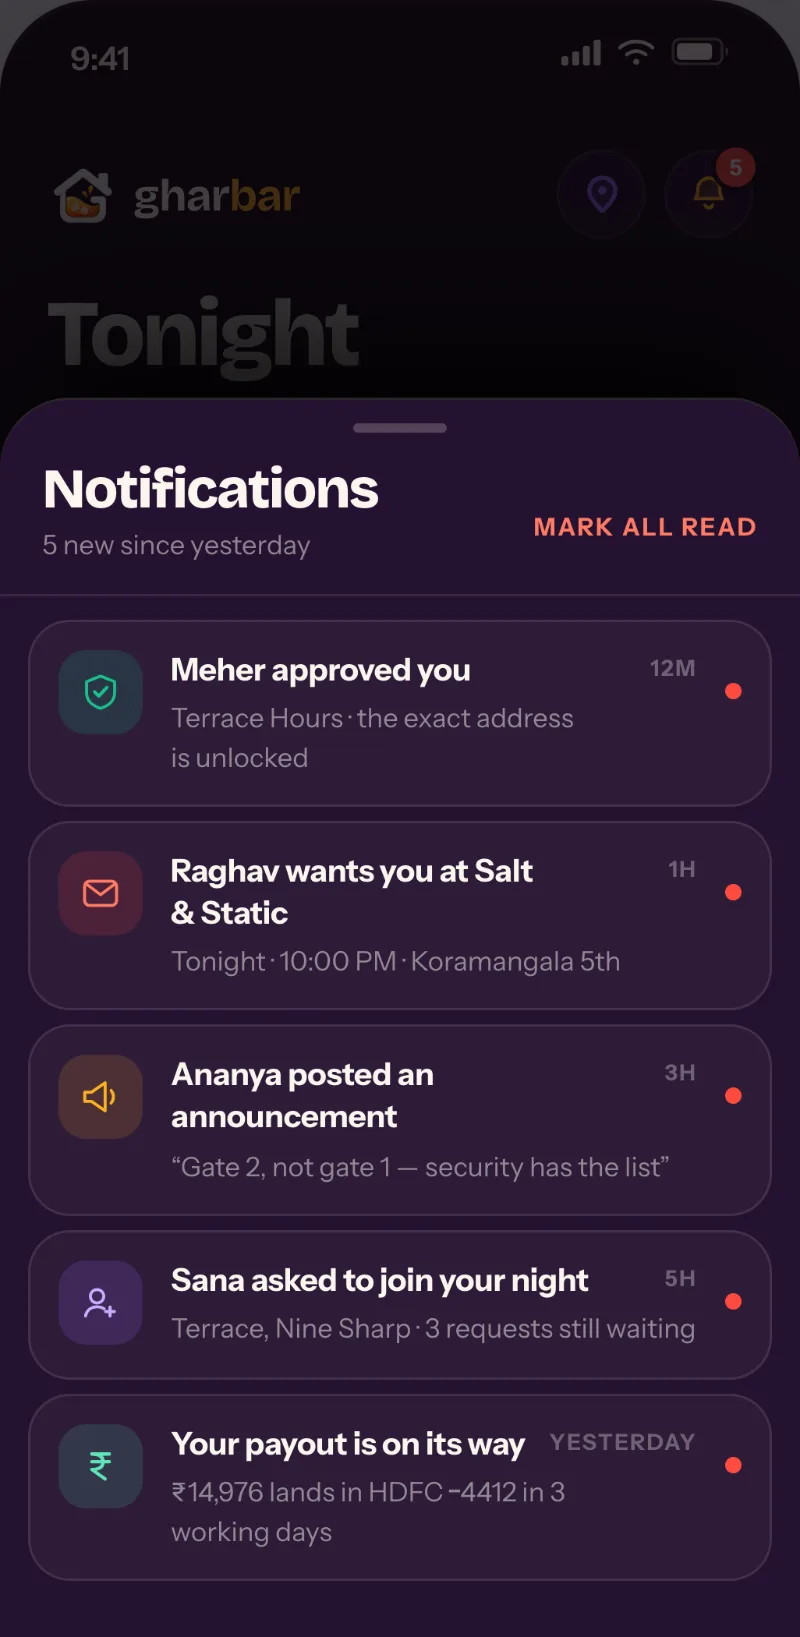 9:41
gharbar
5
Tonight
Notifications
5 new since yesterday
MARK ALL READ
Meher approved you
12M
Terrace Hours · the exact address
is unlocked
Raghav wants you at Salt
& Static
1H
Tonight · 10:00 PM · Koramangala 5th
Ananya posted an
announcement
3H
“Gate 2, not gate 1 — security has the list”
Sana asked to join your night
5H
Terrace, Nine Sharp · 3 requests still waiting
Your payout is on its way
YESTERDAY
₹14,976 lands in HDFC –4412 in 3
working days